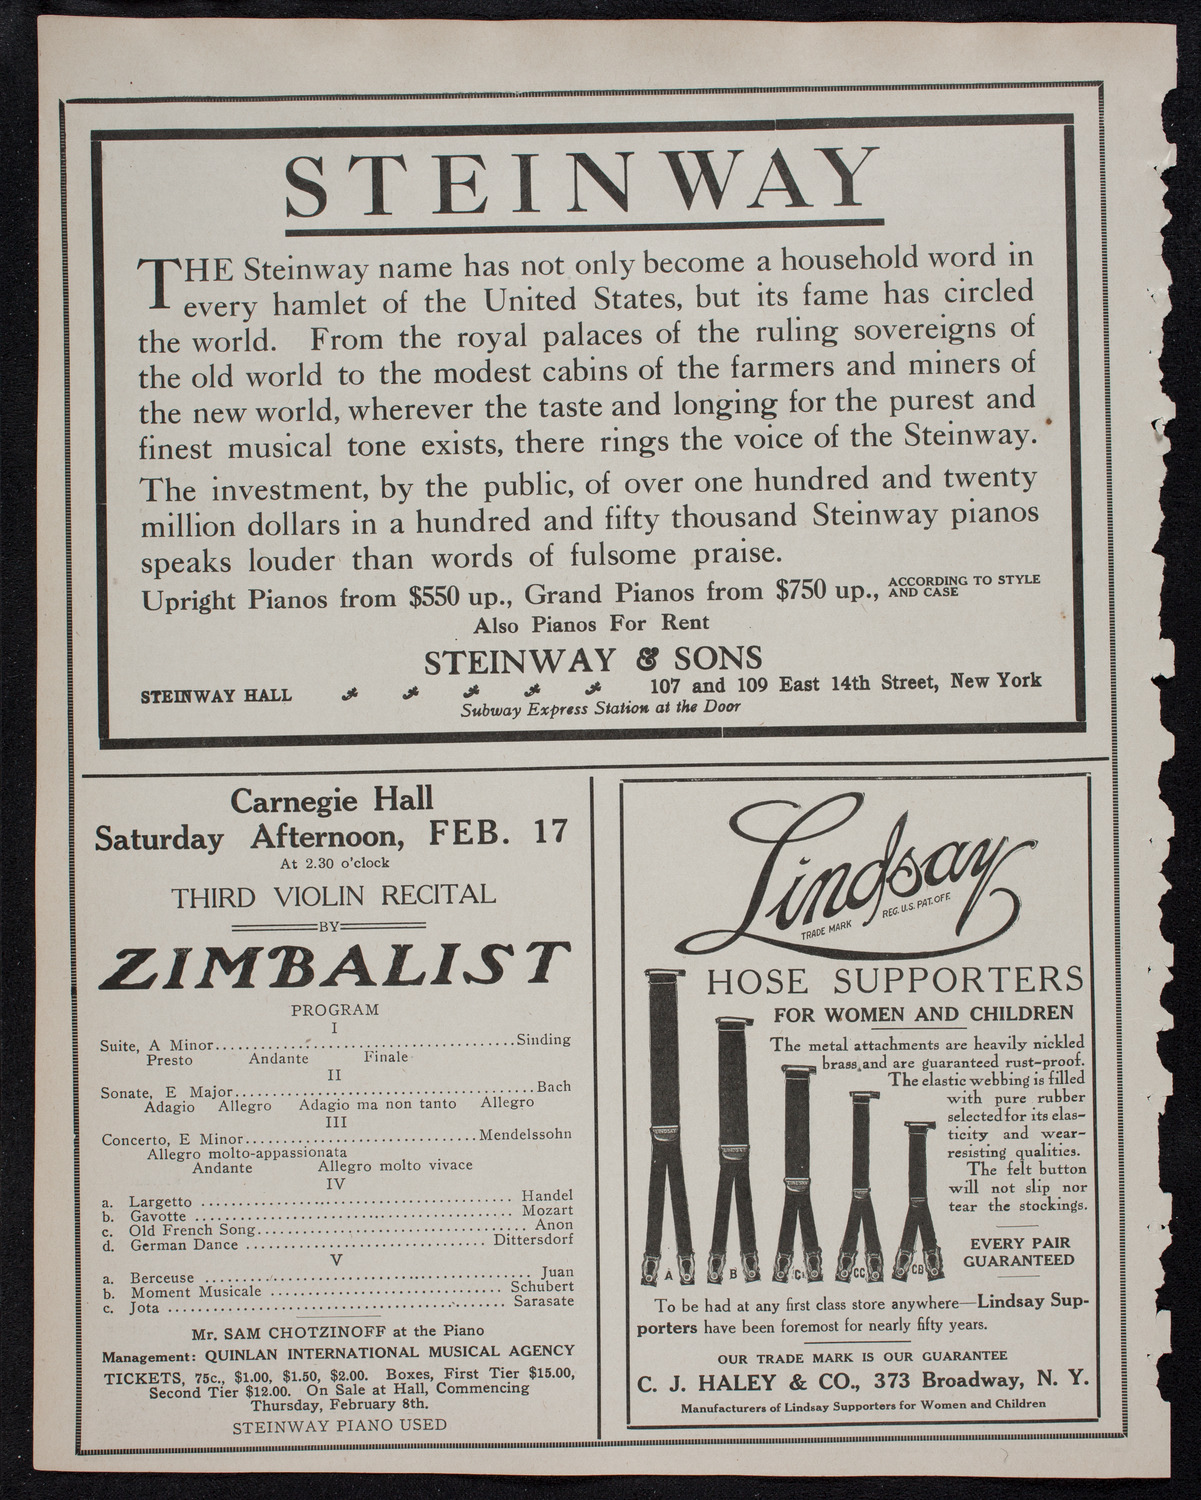 STEINWAY
THE Steinway name has not only become a household word in
every hamlet of the United States, but its fame has circled
the world. From the royal palaces of the ruling sovereigns of
the old world to the modest cabins of the farmers and miners of
the new world, wherever the taste and longing for the purest and
finest musical tone exists, there rings the voice of the Steinway.
The investment, by the public, of over one hundred and twenty
million dollars in a hundred and fifty thousand Steinway pianos
speaks louder than words of fulsome praise.
Upright Pianos from $550 up., Grand Pianos from $750 up., ACCORDING TO STYLE
AND CASE
Also Pianos For Rent
STEINWAY & SONS
STEINWAY HALL 107 and 109 East 14th Street, New York
Subway Express Station at the Door
Carnegie Hall
Saturday Afternoon, FEB. 17
At 2.30 o'clock
THIRD VIOLIN RECITAL
BY
ZIMBALIST
PROGRAM
I
Suite, A Minor........................................Sinding
Presto Andante Finale
II
Sonate, E Major........................................Bach
Adagio Allegro Adagio ma non tanto Allegro
III
Concerto, E Minor..............................Mendelssohn
Allegro molto-appassionata
Andante Allegro molto vivace
IV
a. Largetto ........................................ Handel
b. Gavotte ........................................ Mozart
c. Old French Song.................................. Anon
d. German Dance ............................... Dittersdorf
V
a. Berceuse ........................................ Juan
b. Moment Musicale .............................. Schubert
c. Jota ........................................ Sarasate
Mr. SAM CHOTZINOFF at the Piano
Management: QUINLAN INTERNATIONAL MUSICAL AGENCY
TICKETS, 75c., $1.00, $1.50, $2.00. Boxes, First Tier $15.00,
Second Tier $12.00. On Sale at Hall, Commencing
Thursday, February 8th.
STEINWAY PIANO USED
Lindsay
TRADE MARK REG. U.S. PAT. OFF.
HOSE SUPPORTERS
FOR WOMEN AND CHILDREN
The metal attachments are heavily nickled
brass and are guaranteed rust-proof.
The elastic webbing is filled
with pure rubber
selected for its elas-
ticity and wear-
resisting qualities.
The felt button
will not slip nor
tear the stockings.
EVERY PAIR
GUARANTEED
A B C CC CB
To be had at any first class store anywhere—Lindsay Sup-
porters have been foremost for nearly fifty years.
OUR TRADE MARK IS OUR GUARANTEE
C. J. HALEY & CO., 373 Broadway, N. Y.
Manufacturers of Lindsay Supporters for Women and Children